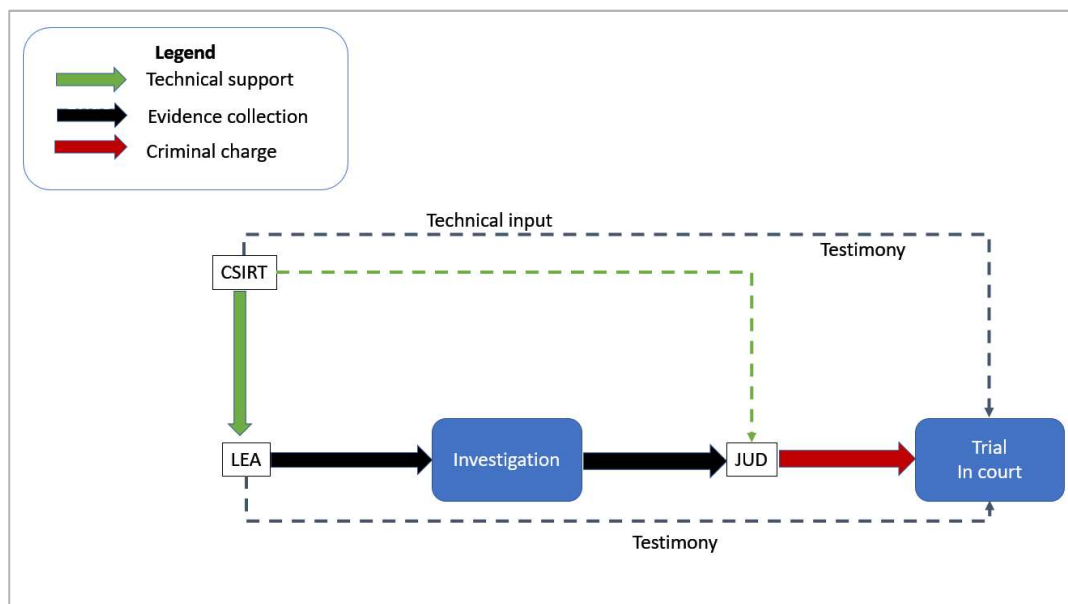 Legend
Technical support
Evidence collection
Criminal charge
Technical input
Testimony
CSIRT
LEA
Investigation
JUD
Trial
In court
Testimony